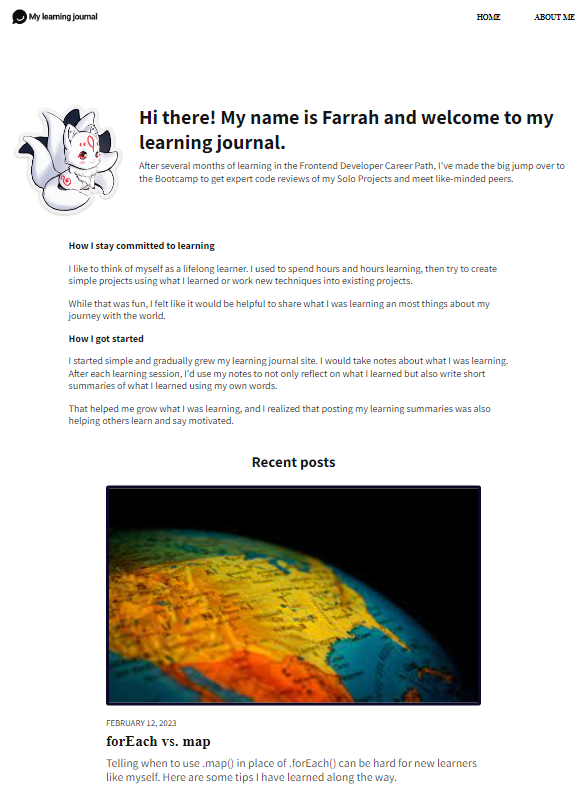 My learning journal
HOME
ABOUT ME
Hi there! My name is Farrah and welcome to my
learning journal.
After several months of learning in the Frontend Developer Career Path, I've made the big jump over to
the Bootcamp to get expert code reviews of my Solo Projects and meet like-minded peers.
How I stay committed to learning
I like to think of myself as a lifelong learner. I used to spend hours and hours learning, then try to create
simple projects using what I learned or work new techniques into existing projects.
While that was fun, I felt like it would be helpful to share what I was learning an most things about my
journey with the world.
How I got started
I started simple and gradually grew my learning journal site. I would take notes about what I was learning.
After each learning session, I'd use my notes to not only reflect on what I learned but also write short
summaries of what I learned using my own words.
That helped me grow what I was learning, and I realized that posting my learning summaries was also
helping others learn and say motivated.
Recent posts
FEBRUARY 12, 2023
forEach vs. map
Telling when to use .map() in place of .forEach() can be hard for new learners
like myself. Here are some tips I have learned along the way.